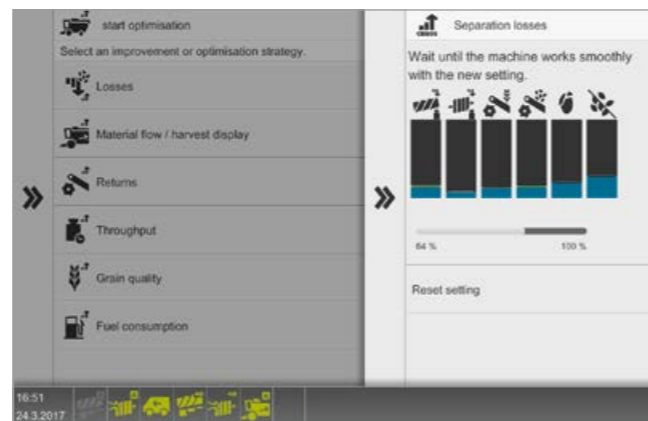 start optimisation
Select an improvement or optimisation strategy.
Losses
Material flow / harvest display
Returns
Throughput
Grain quality
Fuel consumption
Separation losses
Wait until the machine works smoothly
with the new setting.
64 % 100 %
Reset setting
16:51
24.3.2017